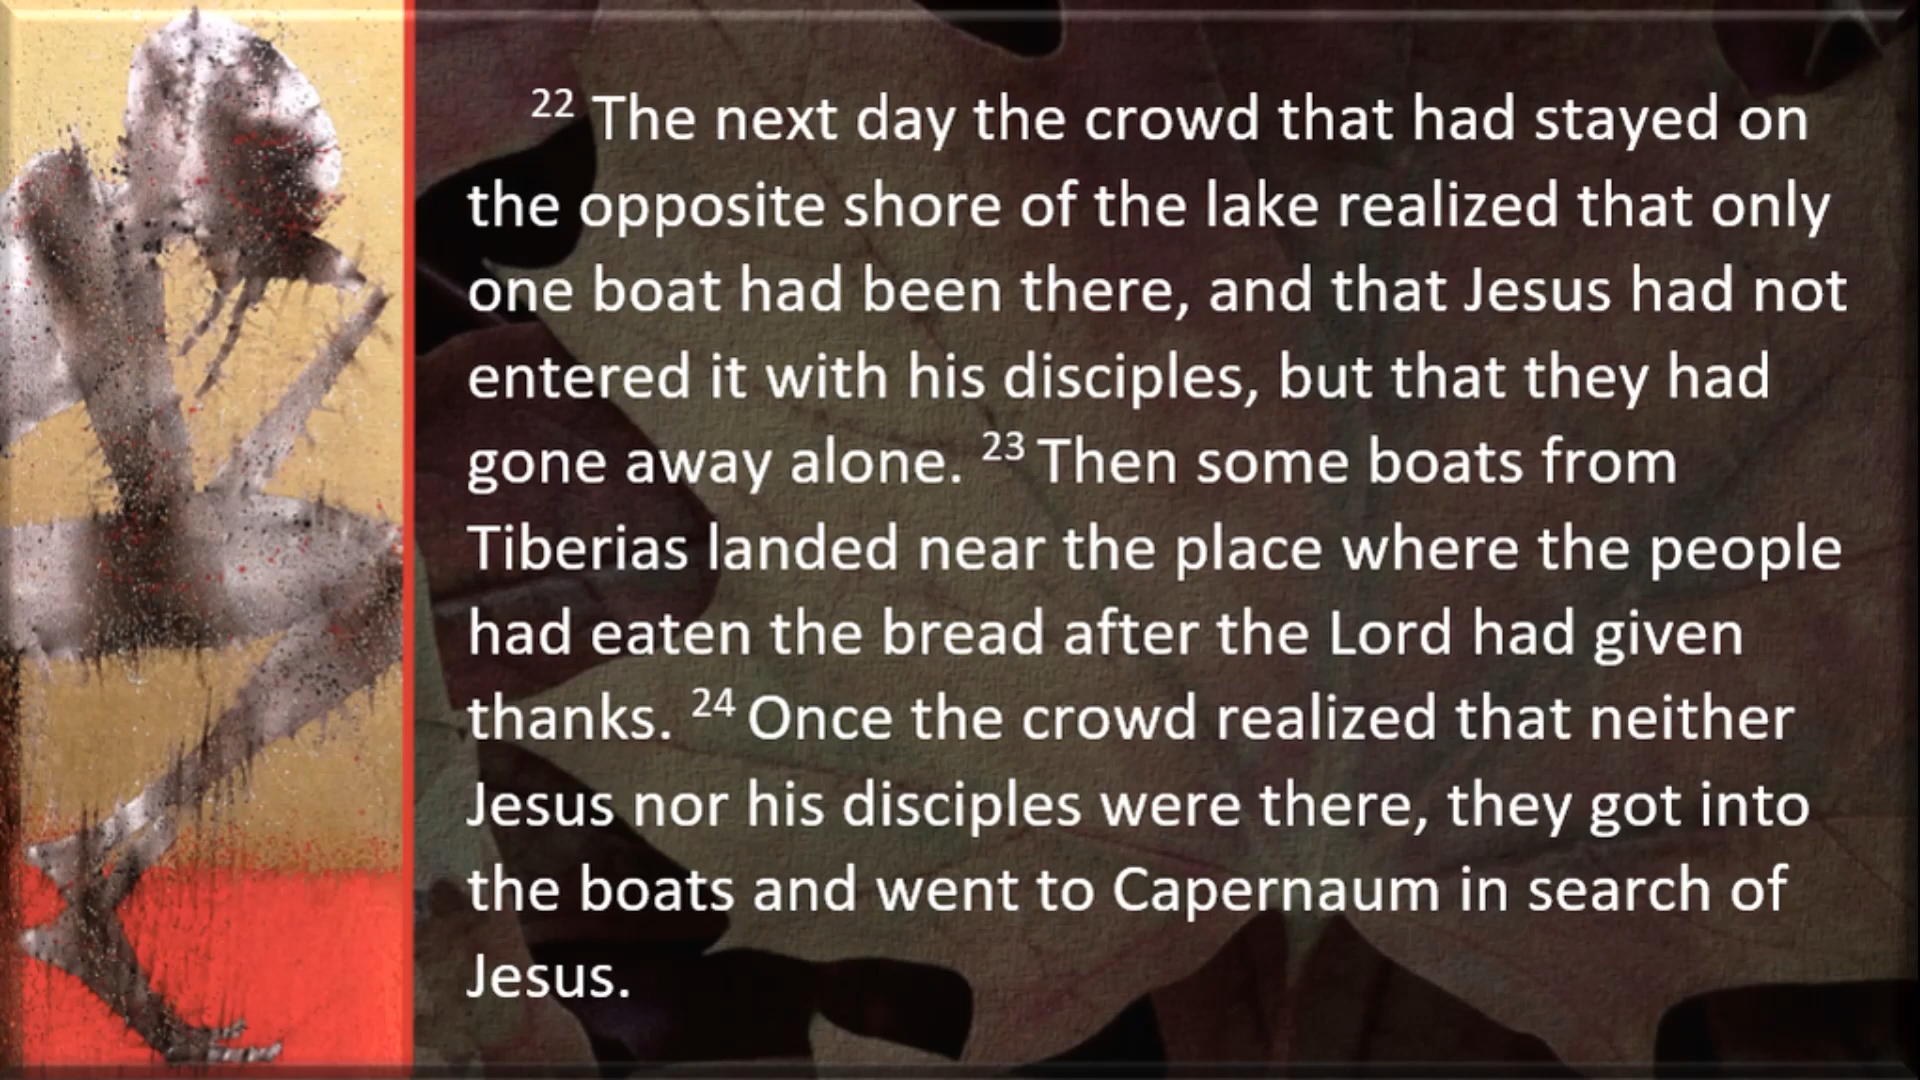 22 The next day the crowd that had stayed on
the opposite shore of the lake realized that only
one boat had been there, and that Jesus had not
entered it with his disciples, but that they had
gone away alone. 23 Then some boats from
Tiberias landed near the place where the people
had eaten the bread after the Lord had given
thanks. 24 Once the crowd realized that neither
Jesus nor his disciples were there, they got into
the boats and went to Capernaum in search of
Jesus.